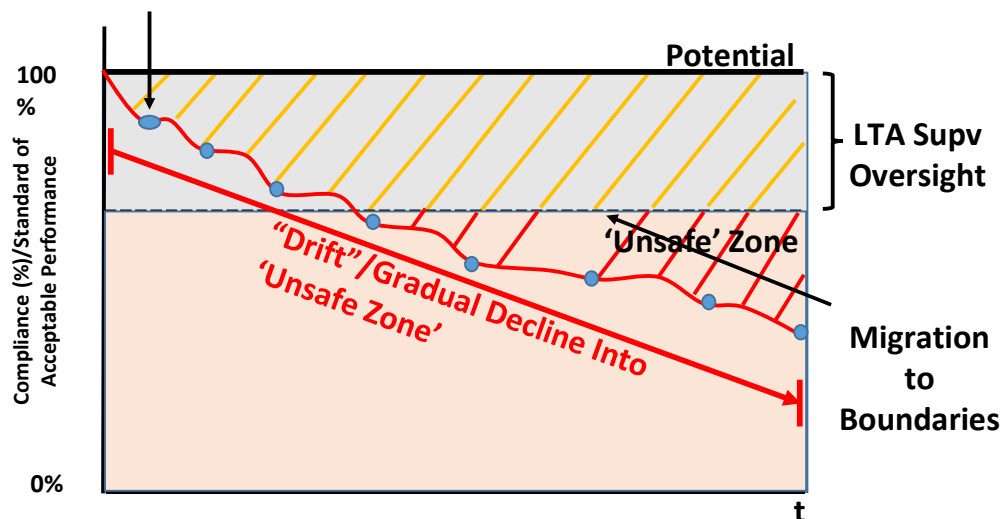 Potential
100
%
LTA Supv
Oversight
'Unsafe' Zone
"Drift"/Gradual Decline Into
'Unsafe Zone'
Compliance (%)/Standard of
Acceptable Performance
Migration
to
Boundaries
0%
t